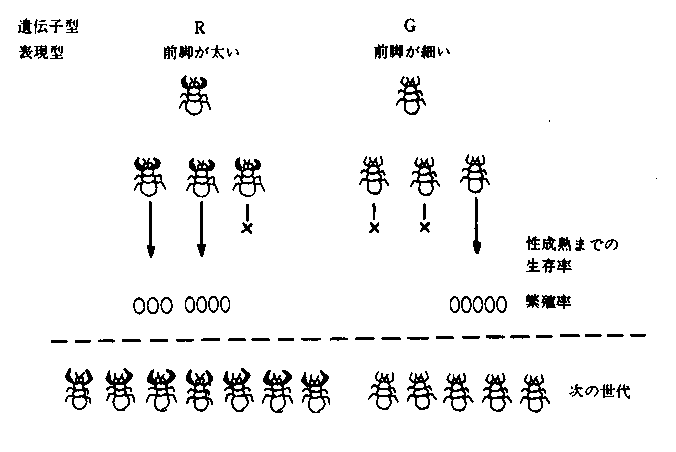 遺伝子型 R G
表現型 前脚が太い 前脚が細い
性成熟までの
生存率
繁殖率
次の世代